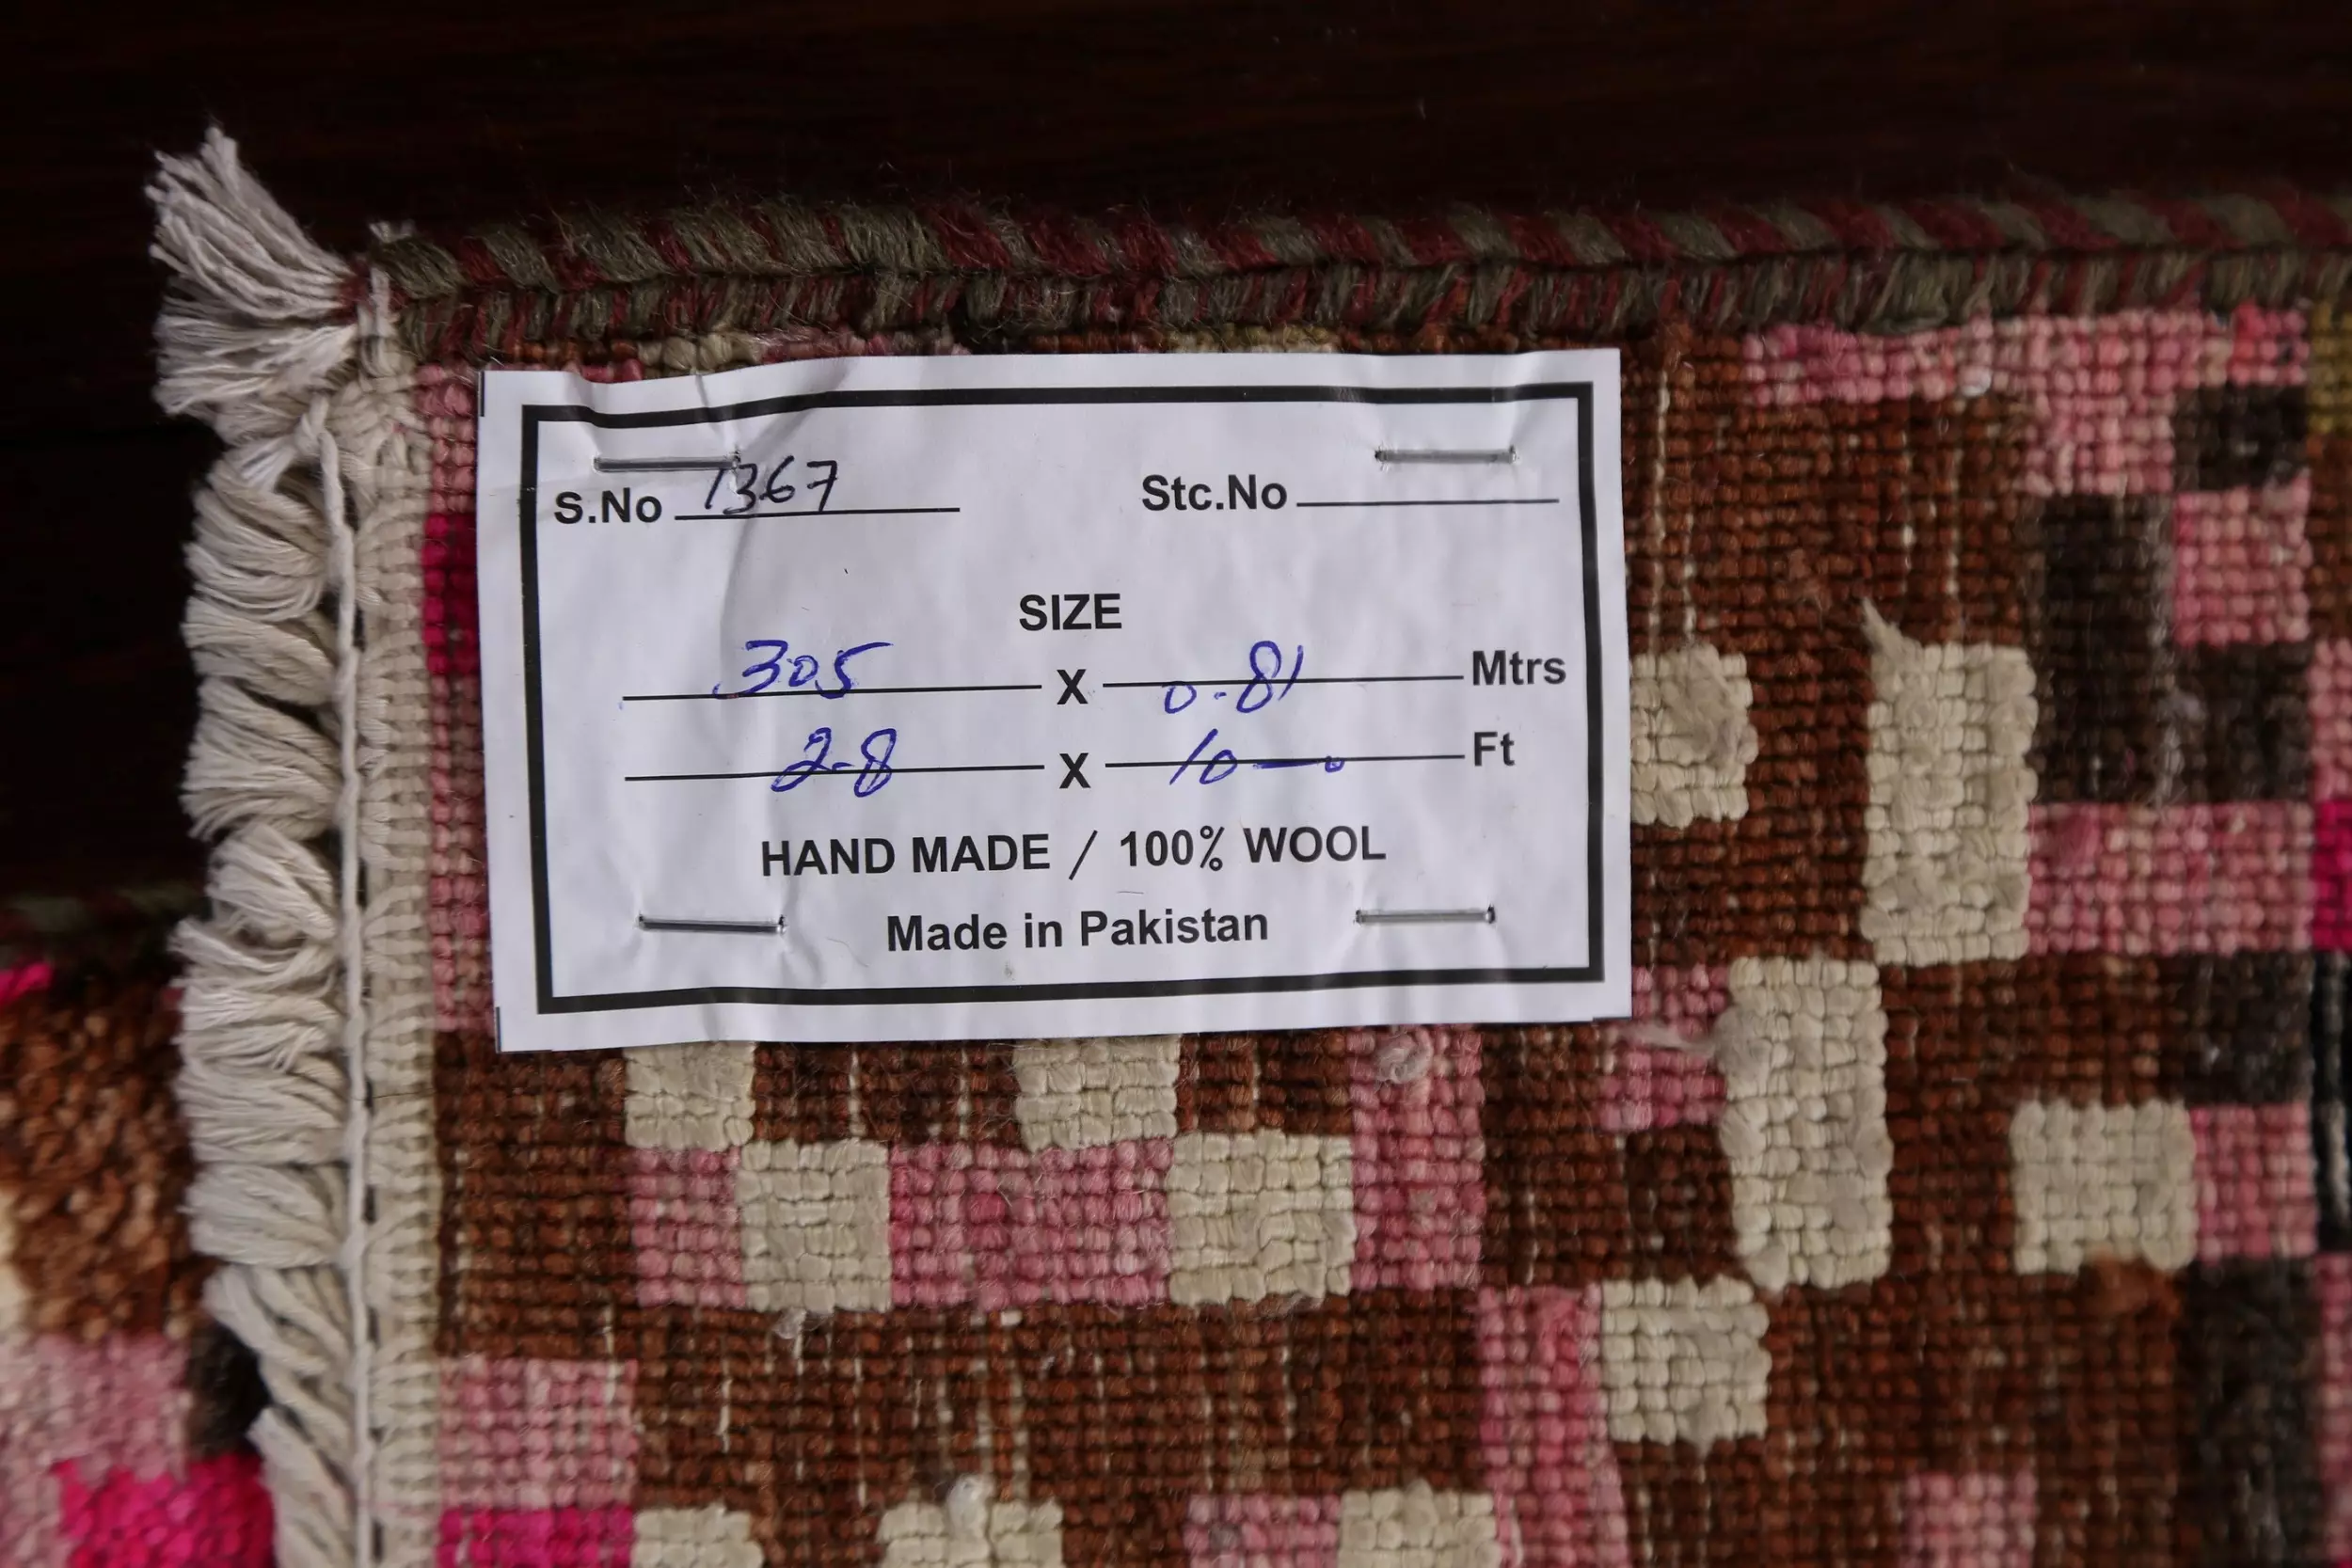 S.No 1367 Stc.No
SIZE
305 X 0.81 Mtrs
2-8 X 10—0 Ft
HAND MADE / 100% WOOL
Made in Pakistan